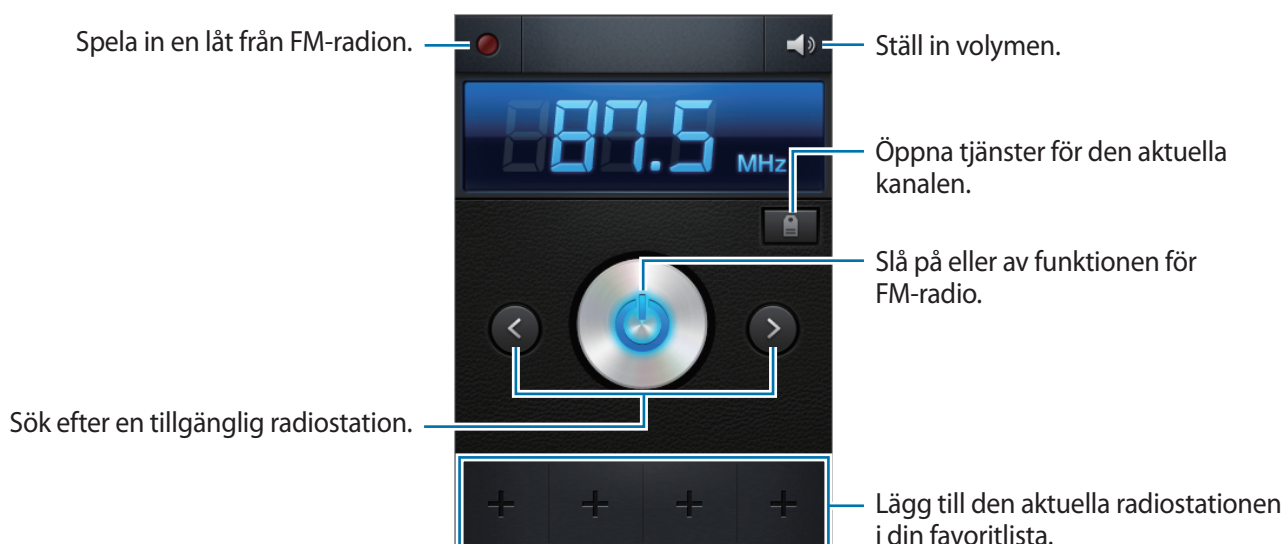 Spela in en låt från FM-radion.
Ställ in volymen.
87.5 MHz
Öppna tjänster för den aktuella
kanalen.
Slå på eller av funktionen för
FM-radio.
Sök efter en tillgänglig radiostation.
Lägg till den aktuella radiostationen
i din favoritlista.